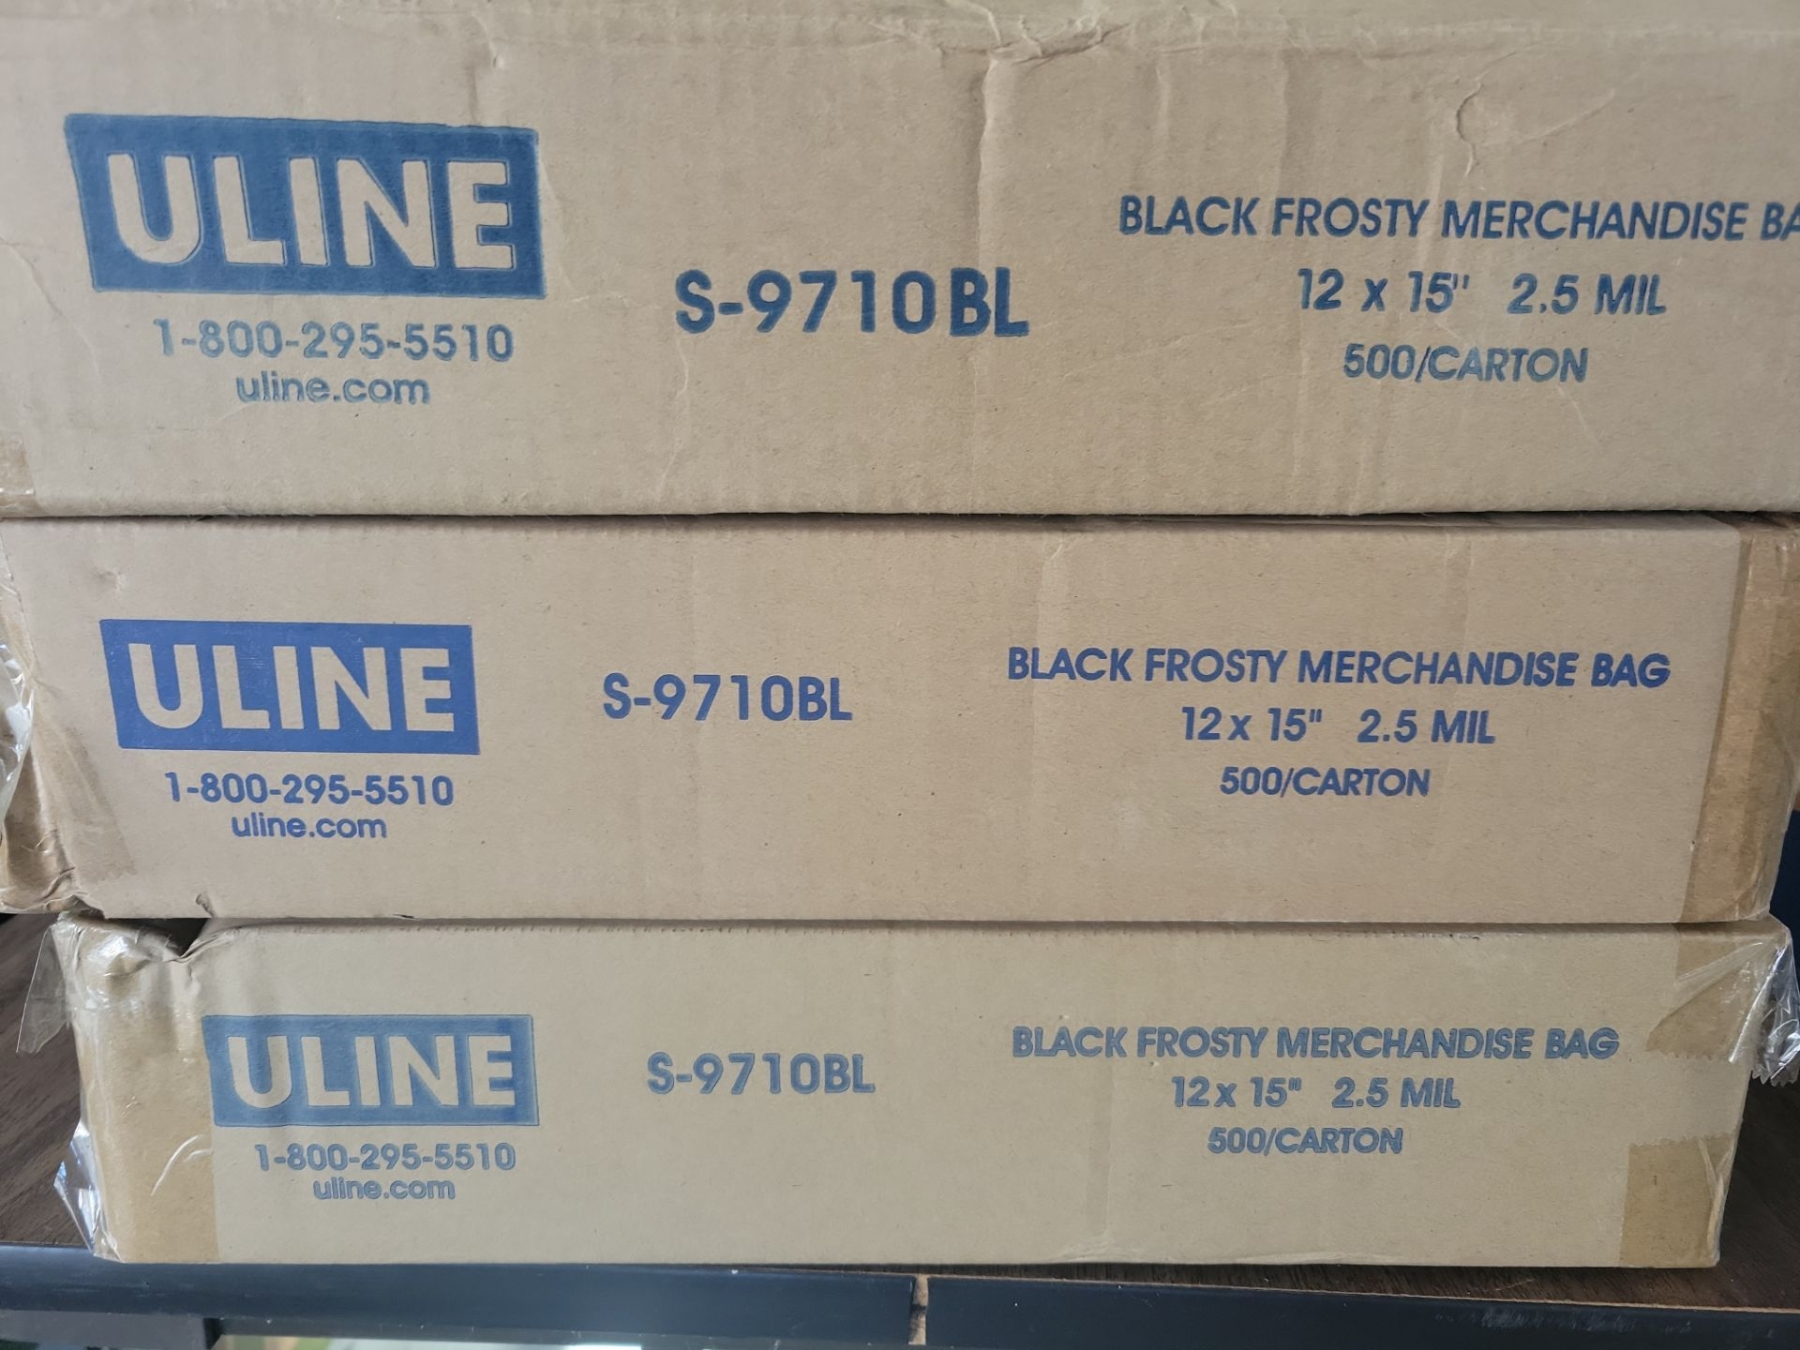 ULINE
1-800-295-5510
uline.com
S-9710BL
BLACK FROSTY MERCHANDISE
12 x 15" 2.5 MIL
500/CARTON
ULINE
1-800-295-5510
uline.com
S-9710BL
BLACK FROSTY MERCHANDISE BAG
12 x 15" 2.5 MIL
500/CARTON
ULINE
1-800-295-5510
uline.com
S-9710BL
BLACK FROSTY MERCHANDISE BAG
12 x 15" 2.5 MIL
500/CARTON